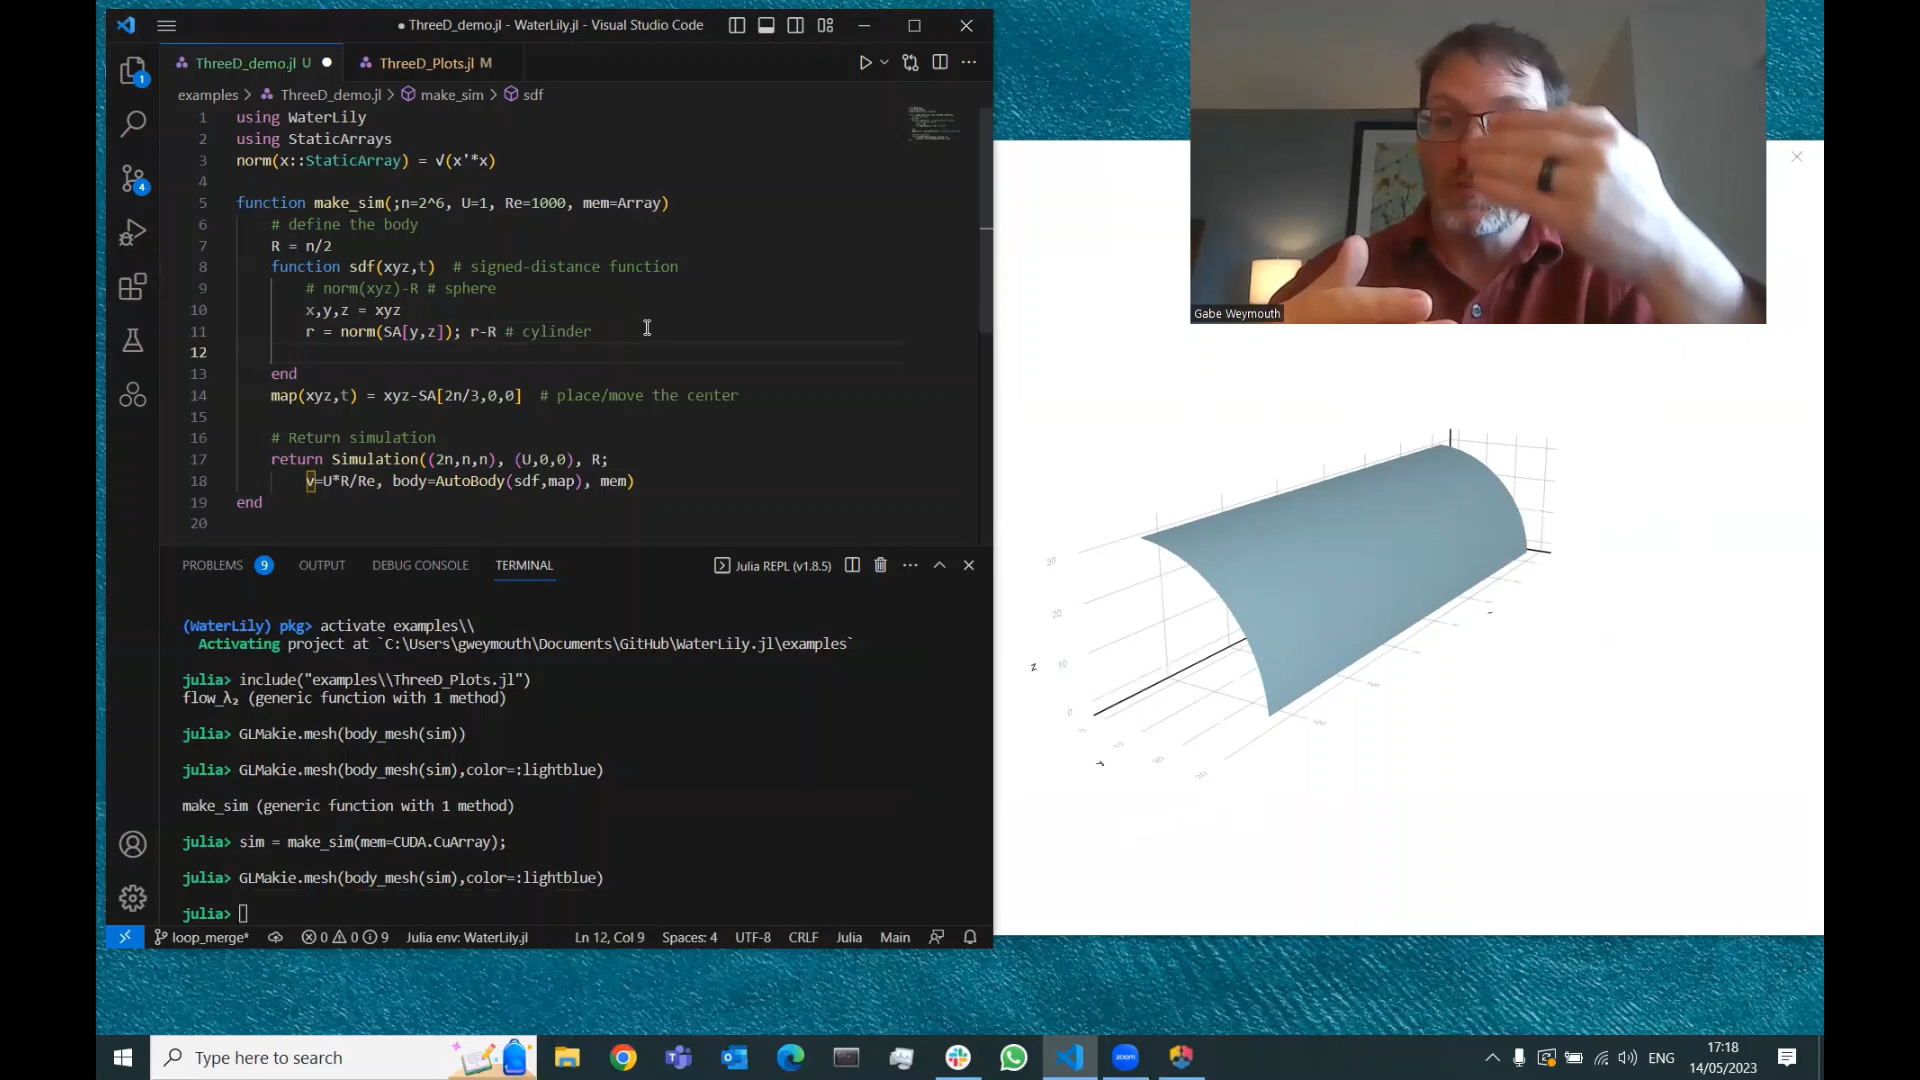 ● ThreeD_demo.jl - WaterLily.jl - Visual Studio Code
ThreeD_demo.jl U
ThreeD_Plots.jl M
examples > ThreeD_demo.jl > make_sim > sdf
1 using WaterLily
2 using StaticArrays
3 norm(x::StaticArray) = √(x'*x)
4
5 function make_sim(;n=2^6, U=1, Re=1000, mem=Array)
6 # define the body
7 R = n/2
8 function sdf(xyz,t) # signed-distance function
9 # norm(xyz)-R # sphere
10 x,y,z = xyz
11 r = norm(SA[y,z]); r-R # cylinder
12
13 end
14 map(xyz,t) = xyz-SA[2n/3,0,0] # place/move the center
15
16 # Return simulation
17 return Simulation((2n,n,n), (U,0,0), R;
18 ν=U*R/Re, body=AutoBody(sdf,map), mem)
19 end
20
1
4
PROBLEMS 9 OUTPUT DEBUG CONSOLE TERMINAL
Julia REPL (v1.8.5)
(WaterLily) pkg> activate examples\\
Activating project at `C:\Users\gweymouth\Documents\GitHub\WaterLily.jl\examples`
julia> include("examples\\ThreeD_Plots.jl")
flow_λ₂ (generic function with 1 method)
julia> GLMakie.mesh(body_mesh(sim))
julia> GLMakie.mesh(body_mesh(sim),color=:lightblue)
make_sim (generic function with 1 method)
julia> sim = make_sim(mem=CUDA.CuArray);
julia> GLMakie.mesh(body_mesh(sim),color=:lightblue)
julia>
loop_merge* 0 0 9 Julia env: WaterLily.jl Ln 12, Col 9 Spaces: 4 UTF-8 CRLF Julia Main
Gabe Weymouth
30
20
10
0
z
Type here to search
zoom
ENG
17:18
14/05/2023